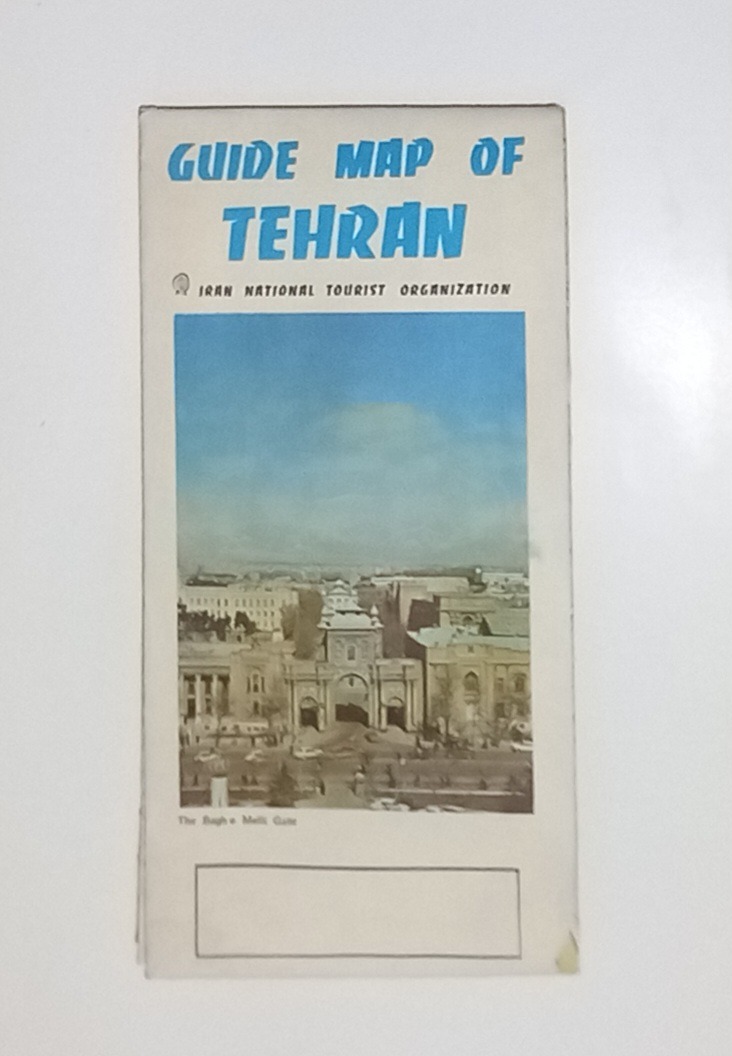 GUIDE MAP OF
TEHRAN
IRAN NATIONAL TOURIST ORGANIZATION
The Bagh e Melli Gate